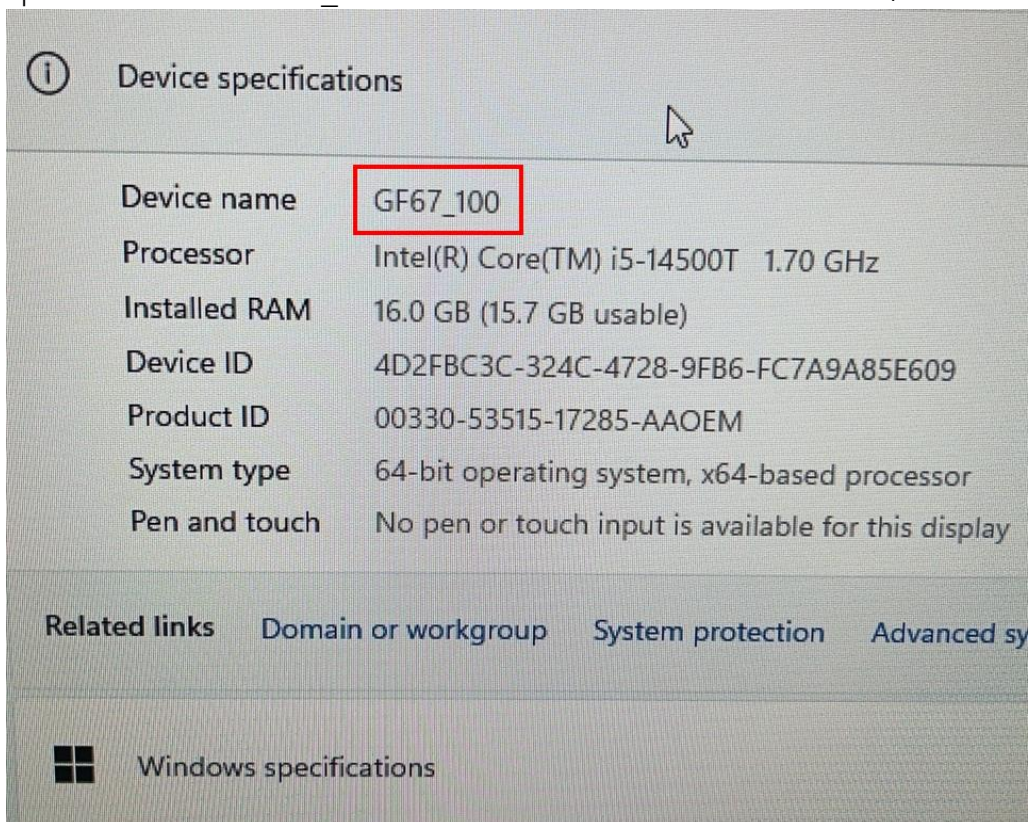 Device specifications
Device name GF67_100
Processor Intel(R) Core(TM) i5-14500T 1.70 GHz
Installed RAM 16.0 GB (15.7 GB usable)
Device ID 4D2FBC3C-324C-4728-9FB6-FC7A9A85E609
Product ID 00330-53515-17285-AAOEM
System type 64-bit operating system, x64-based processor
Pen and touch No pen or touch input is available for this display
Related links Domain or workgroup System protection Advanced sy
Windows specifications